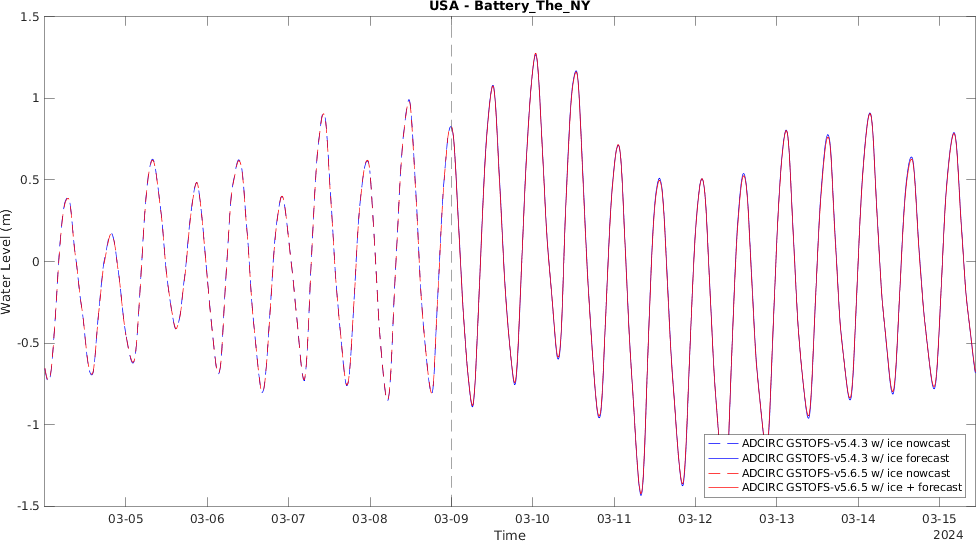 USA - Battery_The_NY
1.5
1
0.5
0
-0.5
-1
-1.5
Water Level (m)
ADCIRC GSTOFS-v5.4.3 w/ ice nowcast
ADCIRC GSTOFS-v5.4.3 w/ ice forecast
ADCIRC GSTOFS-v5.6.5 w/ ice nowcast
ADCIRC GSTOFS-v5.6.5 w/ ice + forecast
03-05 03-06 03-07 03-08 03-09 03-10 03-11 03-12 03-13 03-14 03-15
Time
2024